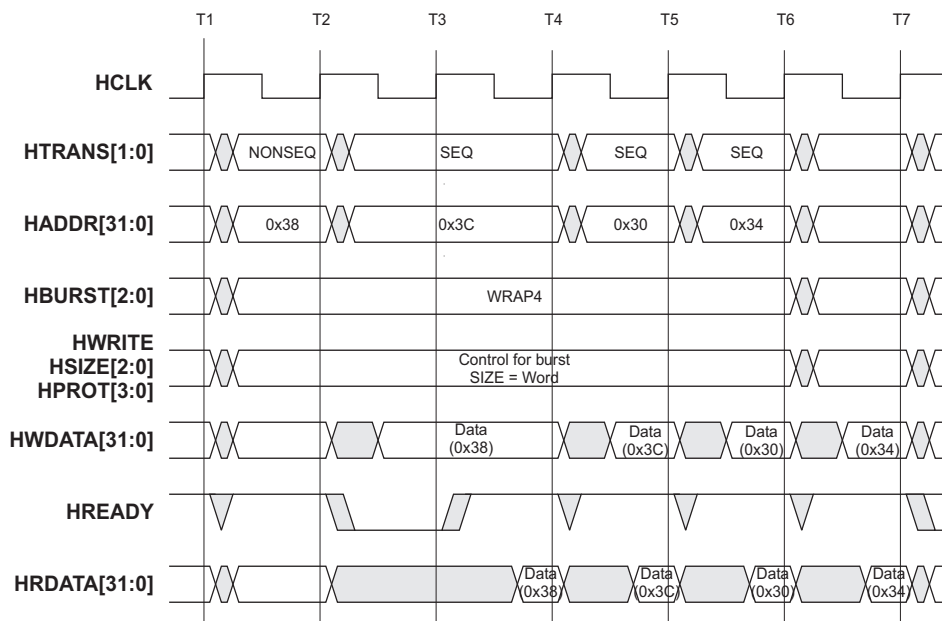 T1 T2 T3 T4 T5 T6 T7
HCLK
HTRANS[1:0] NONSEQ SEQ SEQ SEQ
HADDR[31:0] 0x38 0x3C 0x30 0x34
HBURST[2:0] WRAP4
HWRITE
HSIZE[2:0]
HPROT[3:0]
Control for burst
SIZE = Word
HWDATA[31:0]
Data
(0x38)
Data
(0x3C)
Data
(0x30)
Data
(0x34)
HREADY
HRDATA[31:0]
Data
(0x38)
Data
(0x3C)
Data
(0x30)
Data
(0x34)